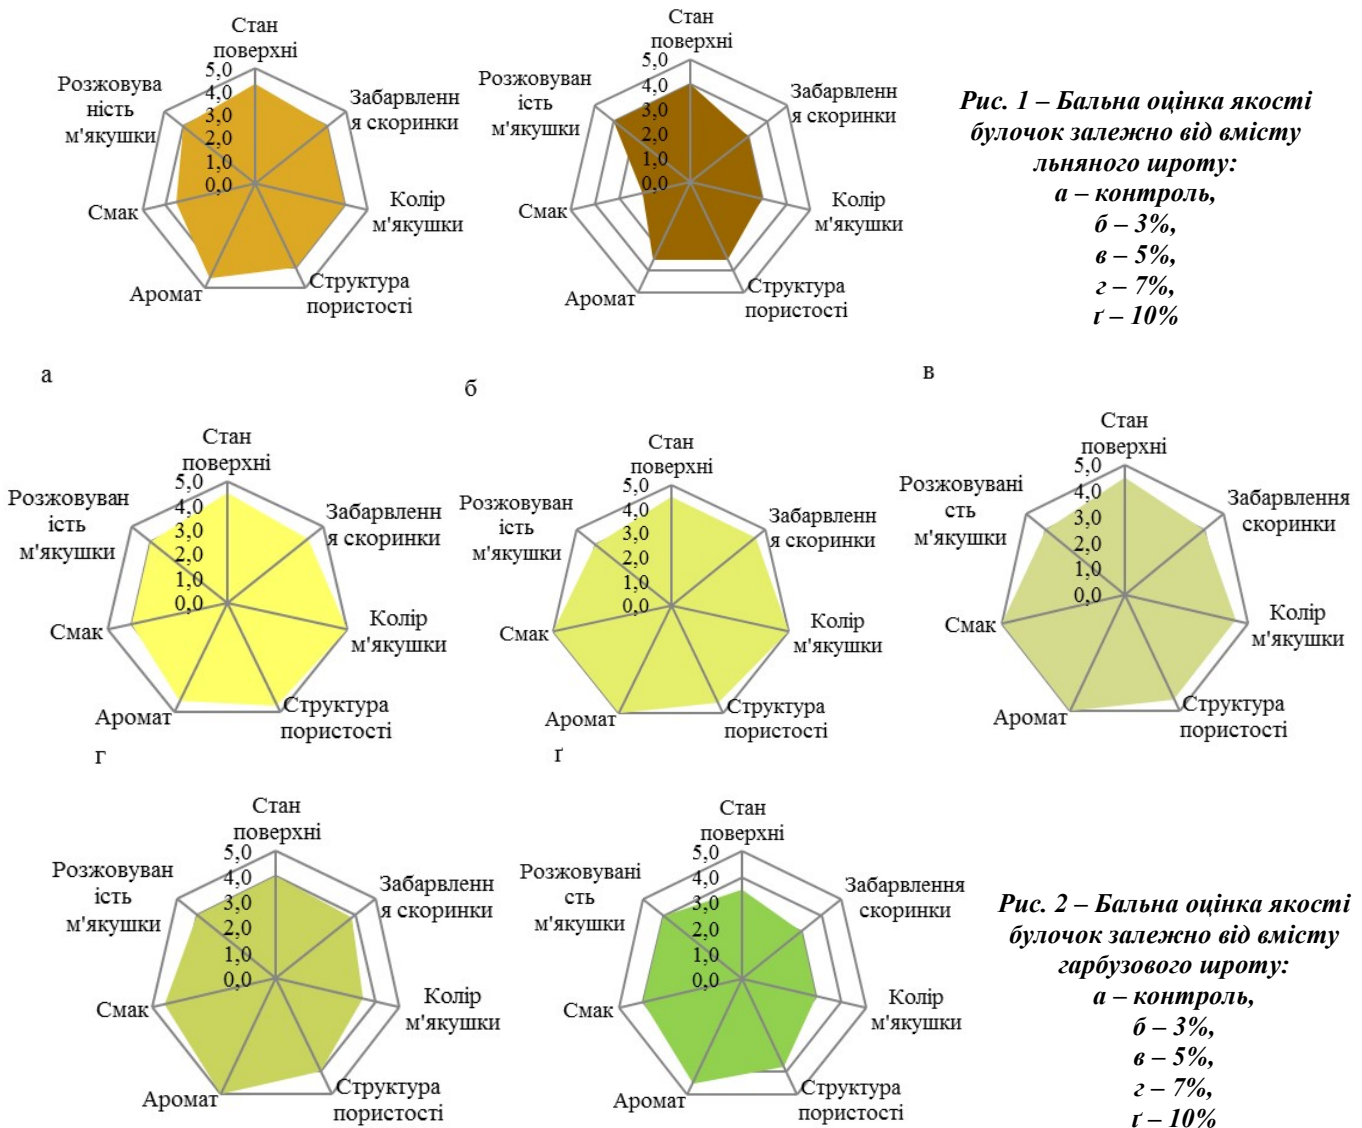 Стан
поверхні
5,0
4,0
3,0
2,0
1,0
0,0
Забарвленн
я скоринки
Колір
м'якушки
Структура
пористості
Аромат
Смак
Розжовува
ність
м'якушки
Стан
поверхні
5,0
4,0
3,0
2,0
1,0
0,0
Забарвленн
я скоринки
Колір
м'якушки
Структура
пористості
Аромат
Смак
Розжовуван
ість
м'якушки
Рис. 1 – Бальна оцінка якості
булочок залежно від вмісту
льняного шроту:
а – контроль,
б – 3%,
в – 5%,
г – 7%,
ґ – 10%
а
б
в
Стан
поверхні
5,0
4,0
3,0
2,0
1,0
0,0
Забарвленн
я скоринки
Колір
м'якушки
Структура
пористості
Аромат
Смак
Розжовуван
ість
м'якушки
Стан
поверхні
5,0
4,0
3,0
2,0
1,0
0,0
Забарвленн
я скоринки
Колір
м'якушки
Структура
пористості
Аромат
Смак
Розжовуван
ість
м'якушки
Стан
поверхні
5,0
4,0
3,0
2,0
1,0
0,0
Забарвлення
скоринки
Колір
м'якушки
Структура
пористості
Аромат
Смак
Розжовувані
сть
м'якушки
г
ґ
Стан
поверхні
5,0
4,0
3,0
2,0
1,0
0,0
Забарвленн
я скоринки
Колір
м'якушки
Структура
пористості
Аромат
Смак
Розжовуван
ість
м'якушки
Стан
поверхні
5,0
4,0
3,0
2,0
1,0
0,0
Забарвлення
скоринки
Колір
м'якушки
Структура
пористості
Аромат
Смак
Розжовувані
сть
м'якушки
Рис. 2 – Бальна оцінка якості
булочок залежно від вмісту
гарбузового шроту:
а – контроль,
б – 3%,
в – 5%,
г – 7%,
ґ – 10%